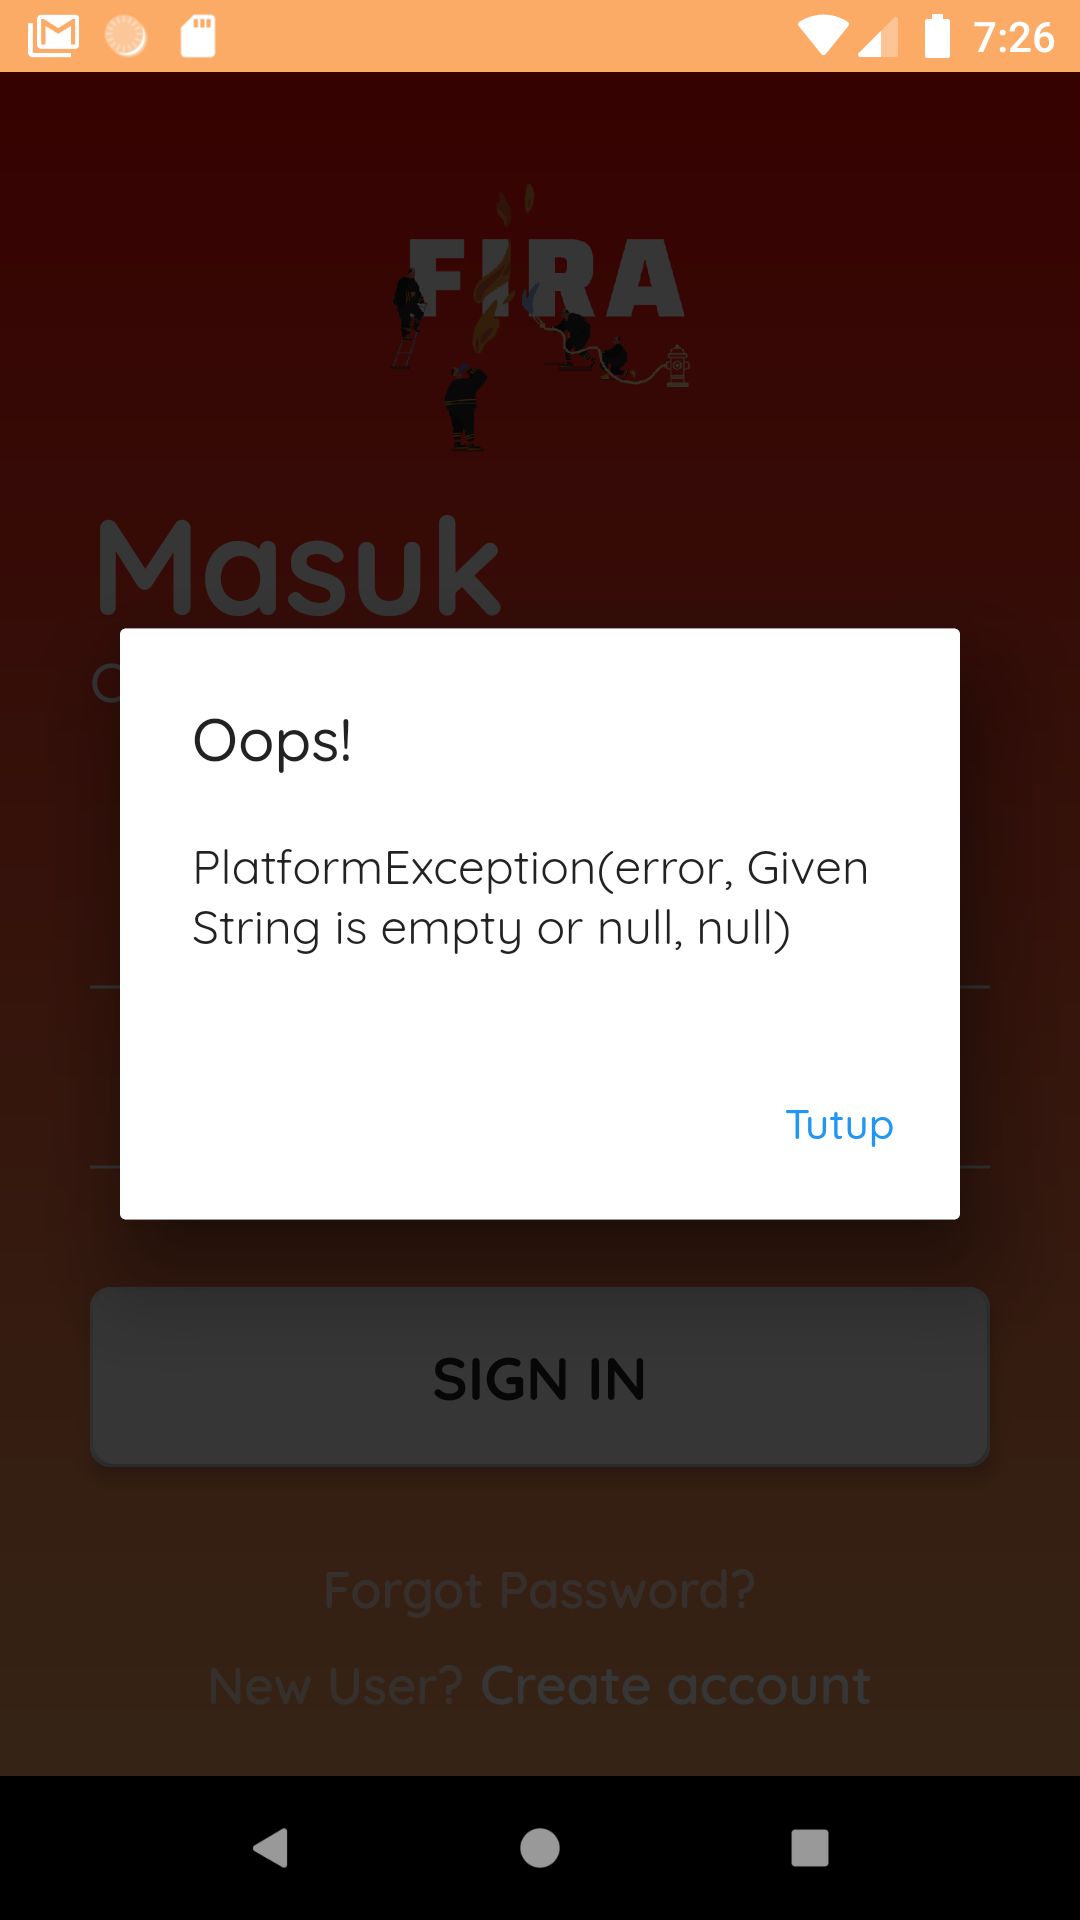 7:26
FIRA
Masuk
Oops!
PlatformException(error, Given
String is empty or null, null)
Tutup
SIGN IN
Forgot Password?
New User? Create account